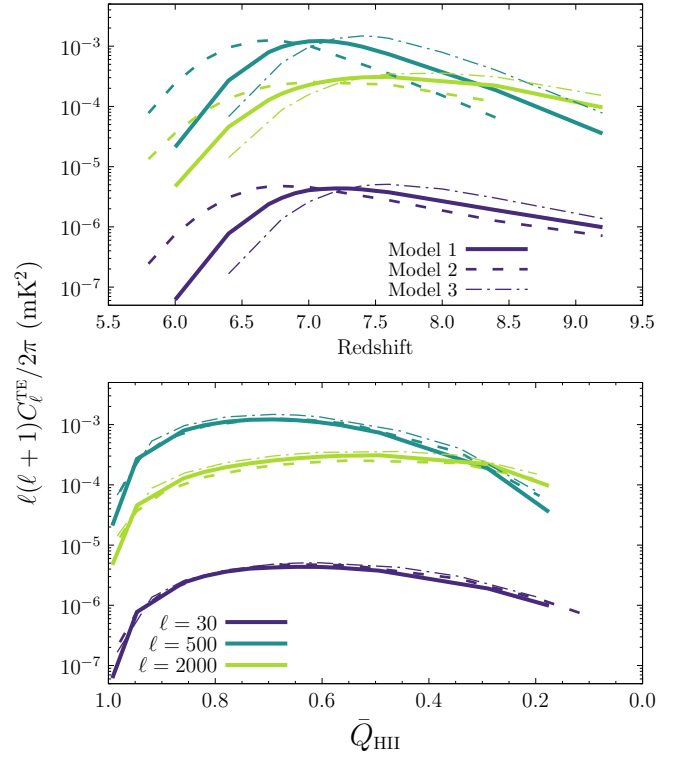 10⁻³
10⁻⁴
10⁻⁵
10⁻⁶
10⁻⁷
Model 1
Model 2
Model 3
5.5 6.0 6.5 7.0 7.5 8.0 8.5 9.0 9.5
Redshift
ℓ(ℓ + 1)C_ℓ^TE/2π (mK²)
10⁻³
10⁻⁴
10⁻⁵
10⁻⁶
10⁻⁷
ℓ = 30
ℓ = 500
ℓ = 2000
1.0 0.8 0.6 0.4 0.2 0.0
Q̄_HII